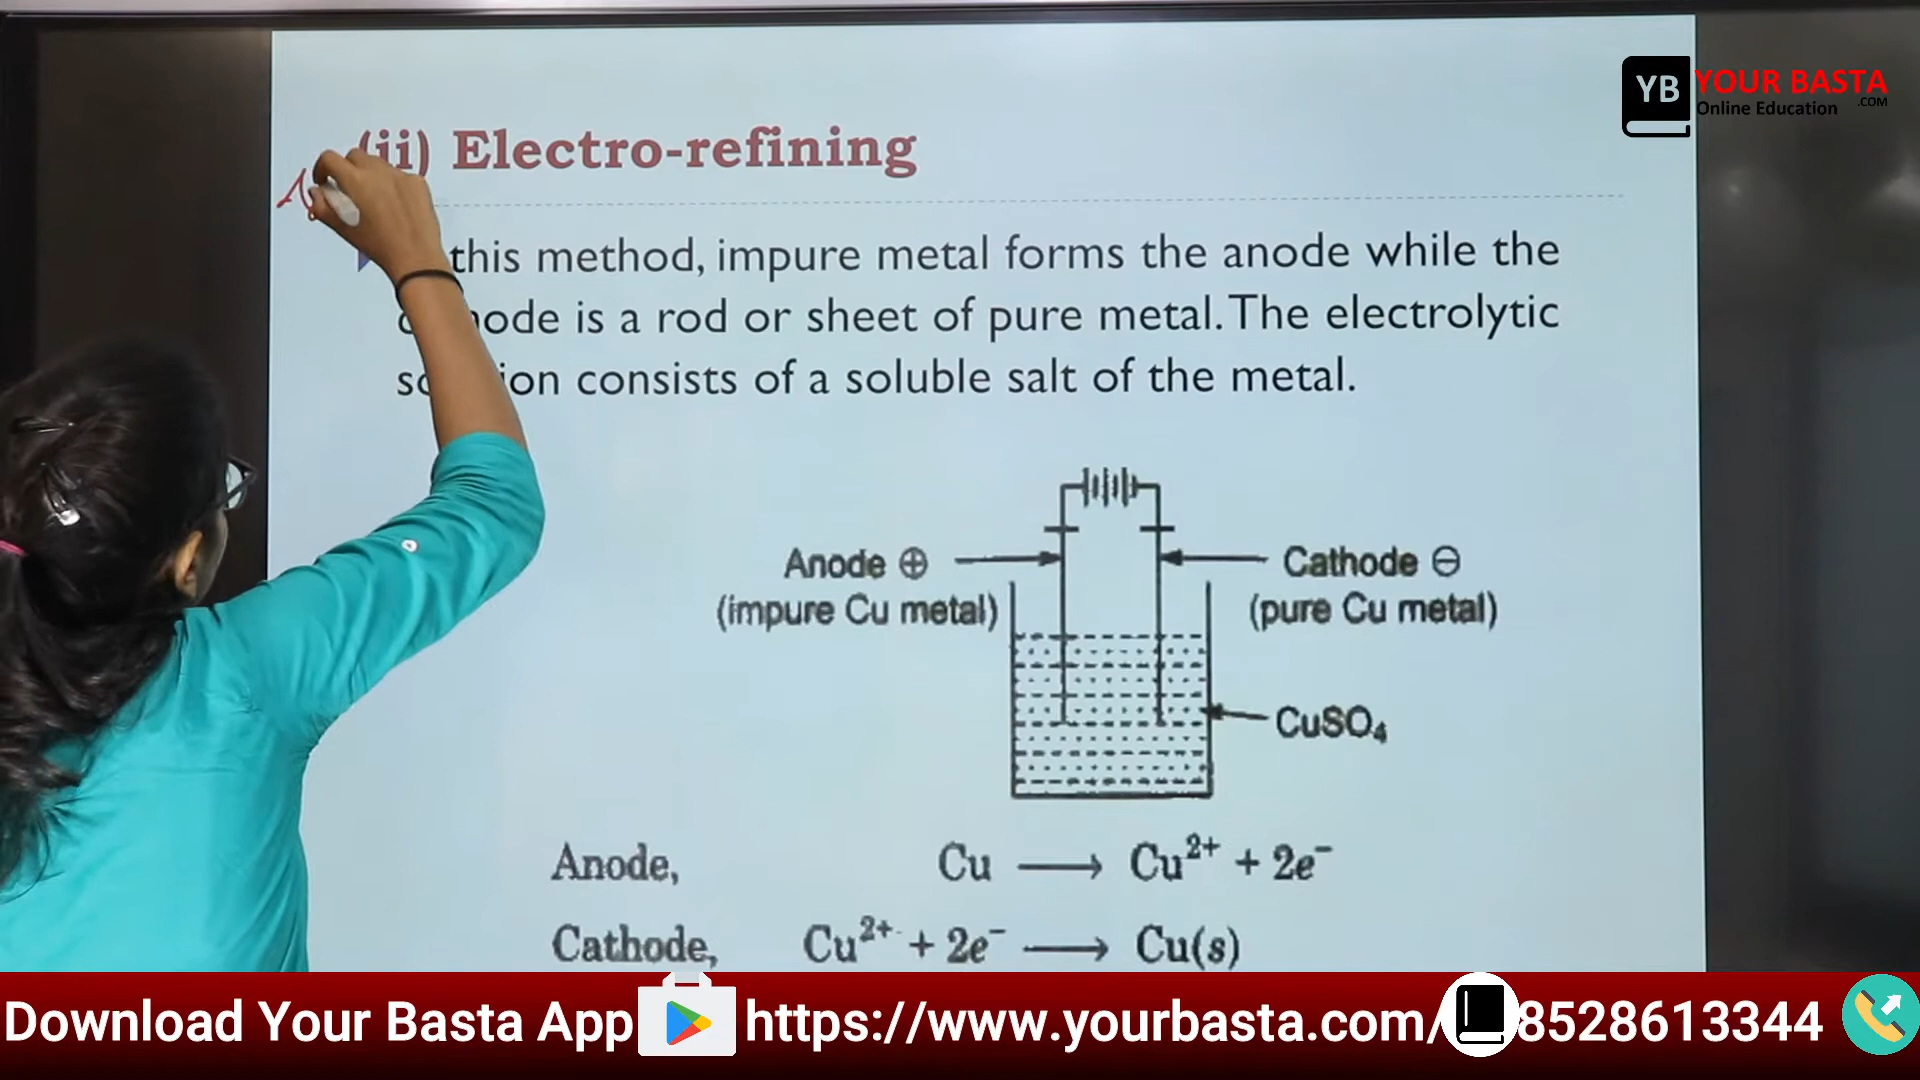 YB YOUR BASTA
.COM
Online Education
(ii) Electro-refining
this method, impure metal forms the anode while the
ode is a rod or sheet of pure metal. The electrolytic
ion consists of a soluble salt of the metal.
Anode ⊕
Cathode ⊖
(impure Cu metal)
(pure Cu metal)
CuSO₄
Anode, Cu ⟶ Cu²⁺ + 2e⁻
Cathode, Cu²⁺ + 2e⁻ ⟶ Cu(s)
Download Your Basta App https://www.yourbasta.com/ 8528613344